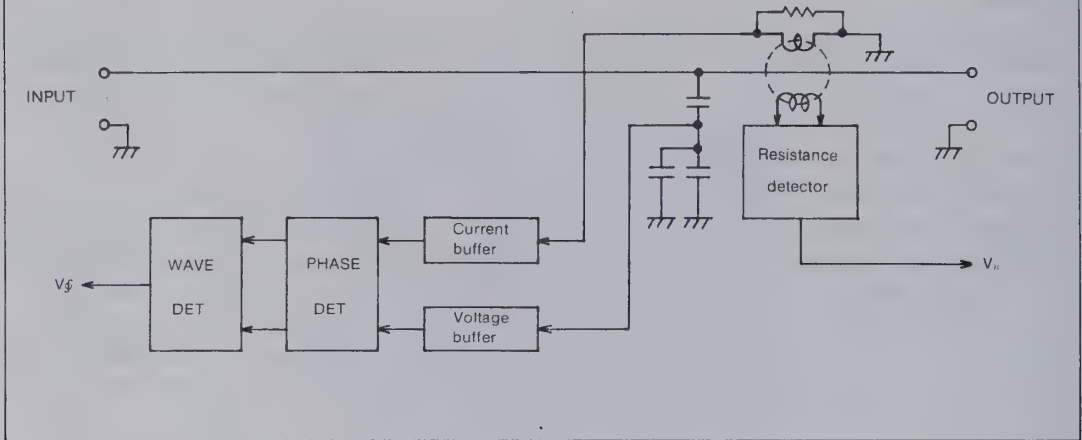 INPUT
OUTPUT
Resistance
detector
Current
buffer
WAVE
DET
PHASE
DET
Voltage
buffer